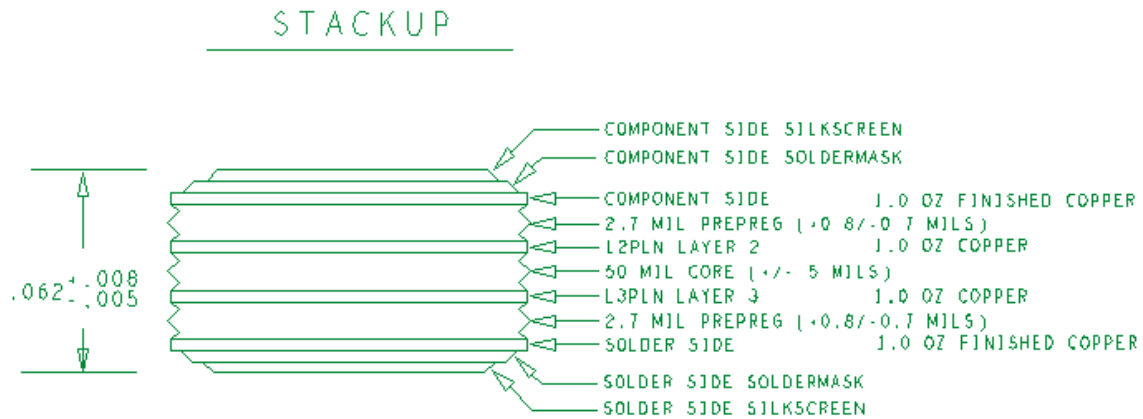 STACKUP
COMPONENT SIDE SILKSCREEN
COMPONENT SIDE SOLDERMASK
COMPONENT SIDE 1.0 OZ FINISHED COPPER
2.7 MIL PREPREG (+0.8/-0.7 MILS)
L2PLN LAYER 2 1.0 OZ COPPER
50 MIL CORE (+/- 5 MILS)
.062 + .008
- .005
L3PLN LAYER 3 1.0 OZ COPPER
2.7 MIL PREPREG (+0.8/-0.7 MILS)
SOLDER SIDE 1.0 OZ FINISHED COPPER
SOLDER SIDE SOLDERMASK
SOLDER SIDE SILKSCREEN